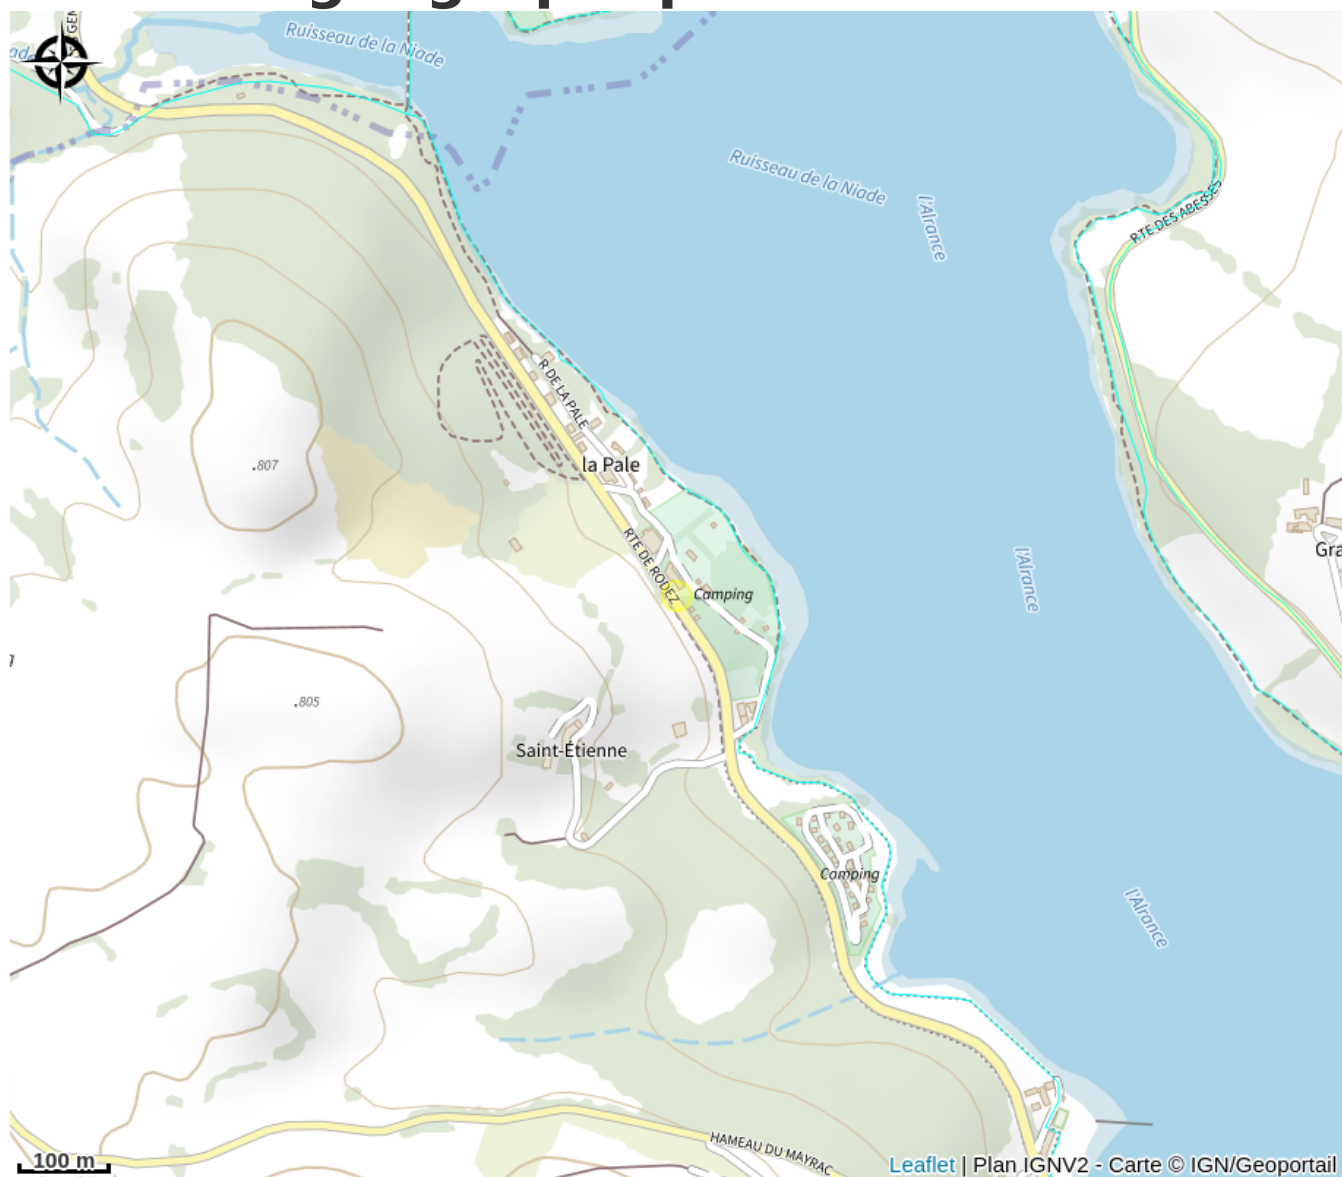 Ruisseau de la Niade
Ruisseau de la Niade
l'Alrance
RTE DES ABESSES
R DE LA PALE
.807
la Pale
RTE DE RODEZ
Camping
l'Alrance
.805
Saint-Étienne
Camping
l'Alrance
HAMEAU DU MAYRAC
100 m
Leaflet | Plan IGNV2 - Carte © IGN/Geoportail